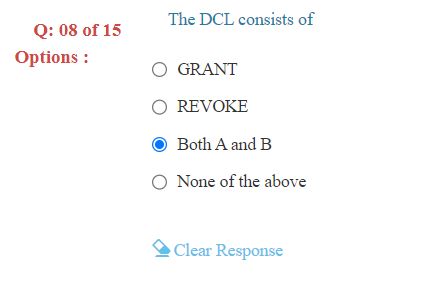 The DCL consists of
Q: 08 of 15
Options :
GRANT
REVOKE
Both A and B
None of the above
Clear Response